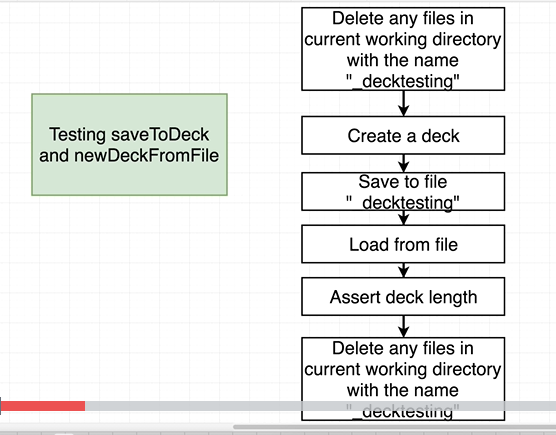 Testing saveToDeck
and newDeckFromFile
Delete any files in
current working directory
with the name
"_decktesting"
Create a deck
Save to file
"_decktesting"
Load from file
Assert deck length
Delete any files in
current working directory
with the name
"_decktesting"